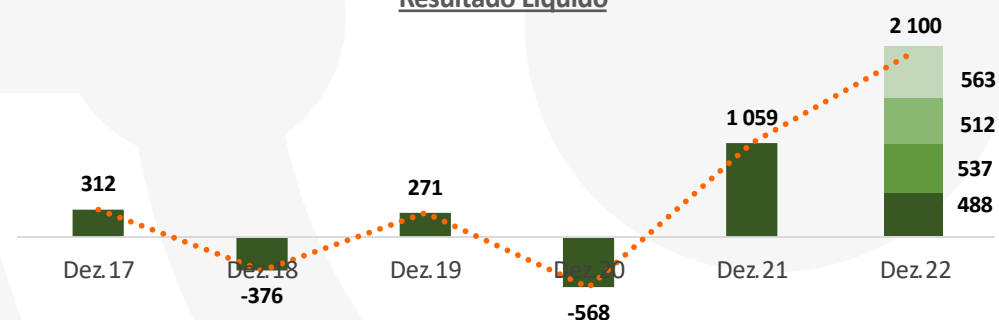 Resultado Líquido
2 100
563
1 059
512
537
312
271
488
Dez.17
Dez.18
Dez.19
Dez.20
Dez.21
Dez.22
-376
-568